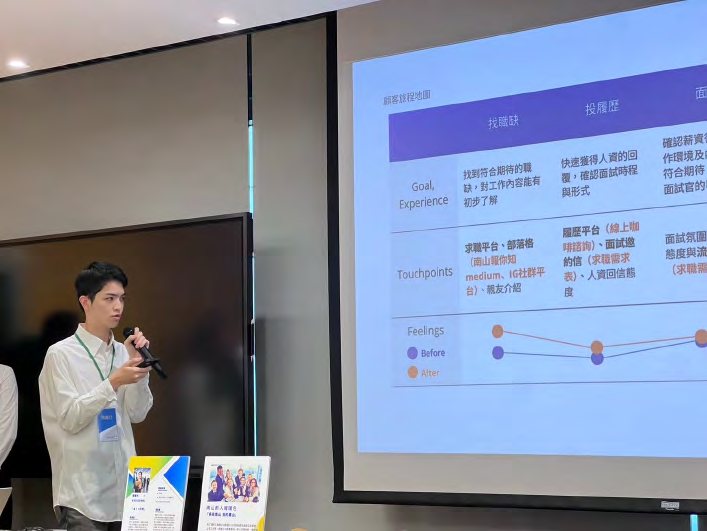 顧客旅程地圖
找職缺
投履歷
面
Goal,
Experience
找到符合期待的職
缺，對工作內容能有
初步了解
快速獲得人資的回
覆，確認面試時程
與形式
確認薪資
作環境及
符合期待
面試官的
Touchpoints
求職平台、部落格
（南山報你知
medium、IG社群平
台）、親友介紹
履歷平台（線上咖
啡諮詢）、面試邀
約信（求職需求
表）、人資回信態
度
面試氛圍
態度與流
（求職需
Feelings
Before
After